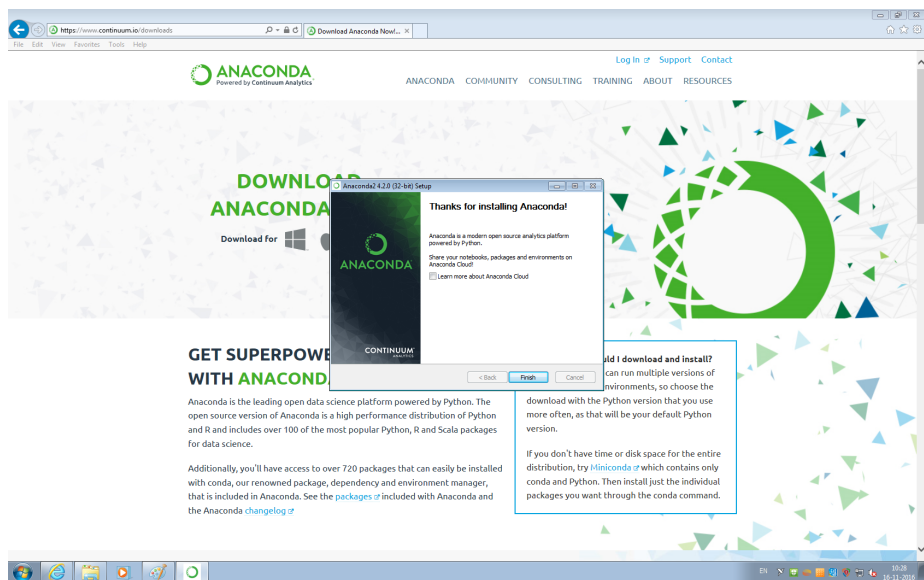 https://www.continuum.io/downloads
Download Anaconda Now!...
File Edit View Favorites Tools Help
Log In Support Contact
ANACONDA
Powered by Continuum Analytics
ANACONDA COMMUNITY CONSULTING TRAINING ABOUT RESOURCES
DOWNLOAD
ANACONDA
Download for
Anaconda2 4.2.0 (32-bit) Setup
Thanks for installing Anaconda!
Anaconda is a modern open source analytics platform
powered by Python.
Share your notebooks, packages and environments on
Anaconda Cloud!
Learn more about Anaconda Cloud
ANACONDA
CONTINUUM
ANALYTICS
< Back Finish Cancel
GET SUPERPOWE
WITH ANACOND
Anaconda is the leading open data science platform powered by Python. The
open source version of Anaconda is a high performance distribution of Python
and R and includes over 100 of the most popular Python, R and Scala packages
for data science.
Additionally, you'll have access to over 720 packages that can easily be installed
with conda, our renowned package, dependency and environment manager,
that is included in Anaconda. See the packages included with Anaconda and
the Anaconda changelog
uld I download and install?
can run multiple versions of
nvironments, so choose the
download with the Python version that you use
more often, as that will be your default Python
version.
If you don't have time or disk space for the entire
distribution, try Miniconda which contains only
conda and Python. Then install just the individual
packages you want through the conda command.
EN
10:28
16-11-2016